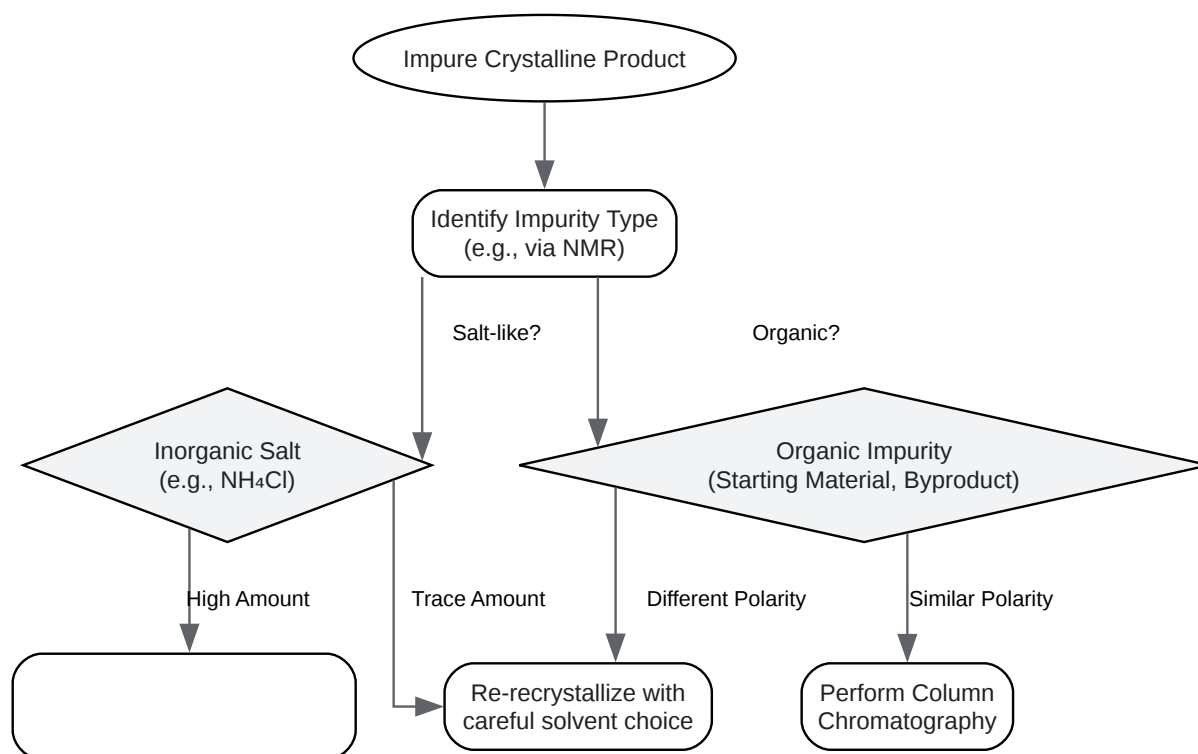 Impure Crystalline Product
Identify Impurity Type
(e.g., via NMR)
Salt-like?
Organic?
Inorganic Salt
(e.g., NH₄Cl)
Organic Impurity
(Starting Material, Byproduct)
High Amount
Trace Amount
Different Polarity
Similar Polarity
Re-recrystallize with
careful solvent choice
Perform Column
Chromatography